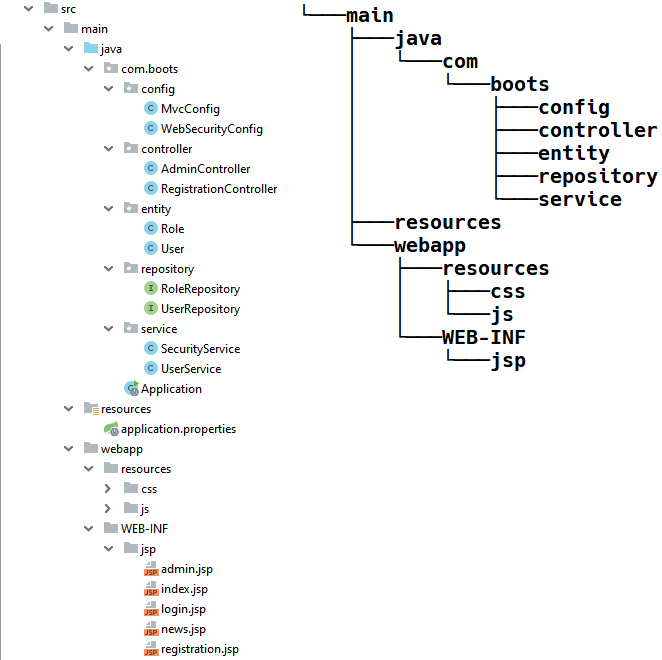 src
main
java
com.boots
config
MvcConfig
WebSecurityConfig
controller
AdminController
RegistrationController
entity
Role
User
repository
RoleRepository
UserRepository
service
SecurityService
UserService
Application
resources
application.properties
webapp
resources
css
js
WEB-INF
jsp
admin.jsp
index.jsp
login.jsp
news.jsp
registration.jsp
main
java
com
boots
config
controller
entity
repository
service
resources
webapp
resources
css
js
WEB-INF
jsp